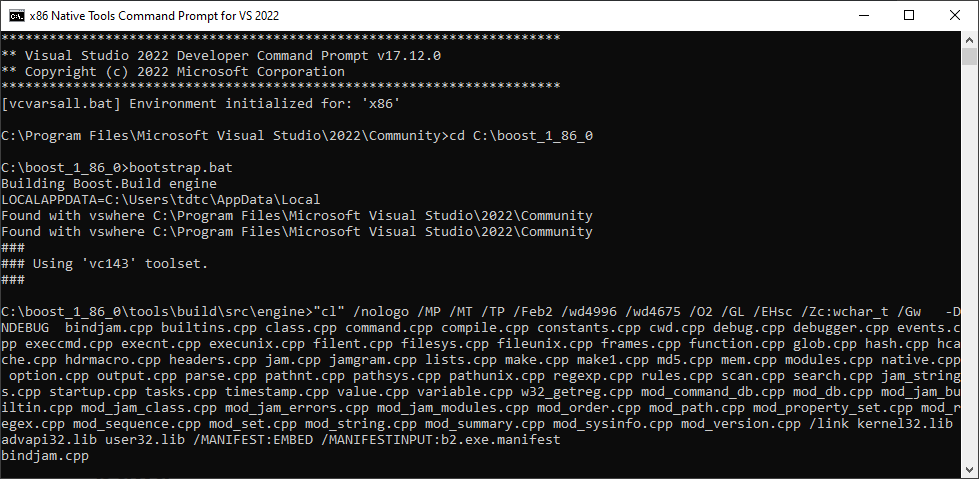 x86 Native Tools Command Prompt for VS 2022
**********************************************************************
** Visual Studio 2022 Developer Command Prompt v17.12.0
** Copyright (c) 2022 Microsoft Corporation
**********************************************************************
[vcvarsall.bat] Environment initialized for: 'x86'
C:\Program Files\Microsoft Visual Studio\2022\Community>cd C:\boost_1_86_0
C:\boost_1_86_0>bootstrap.bat
Building Boost.Build engine
LOCALAPPDATA=C:\Users\tdtc\AppData\Local
Found with vswhere C:\Program Files\Microsoft Visual Studio\2022\Community
Found with vswhere C:\Program Files\Microsoft Visual Studio\2022\Community
###
### Using 'vc143' toolset.
###
C:\boost_1_86_0\tools\build\src\engine>"cl" /nologo /MP /MT /TP /Feb2 /wd4996 /wd4675 /O2 /GL /EHsc /Zc:wchar_t /Gw   -D
NDEBUG  bindjam.cpp builtins.cpp class.cpp command.cpp compile.cpp constants.cpp cwd.cpp debug.cpp debugger.cpp events.c
pp execcmd.cpp execnt.cpp execunix.cpp filent.cpp filesys.cpp fileunix.cpp frames.cpp function.cpp glob.cpp hash.cpp hca
che.cpp hdrmacro.cpp headers.cpp jam.cpp jamgram.cpp lists.cpp make.cpp make1.cpp md5.cpp mem.cpp modules.cpp native.cpp
 option.cpp output.cpp parse.cpp pathnt.cpp pathsys.cpp pathunix.cpp regexp.cpp rules.cpp scan.cpp search.cpp jam_string
s.cpp startup.cpp tasks.cpp timestamp.cpp value.cpp variable.cpp w32_getreg.cpp mod_command_db.cpp mod_db.cpp mod_jam_bu
iltin.cpp mod_jam_class.cpp mod_jam_errors.cpp mod_jam_modules.cpp mod_order.cpp mod_path.cpp mod_property_set.cpp mod_r
egex.cpp mod_sequence.cpp mod_set.cpp mod_string.cpp mod_summary.cpp mod_sysinfo.cpp mod_version.cpp /link kernel32.lib
advapi32.lib user32.lib /MANIFEST:EMBED /MANIFESTINPUT:b2.exe.manifest
bindjam.cpp